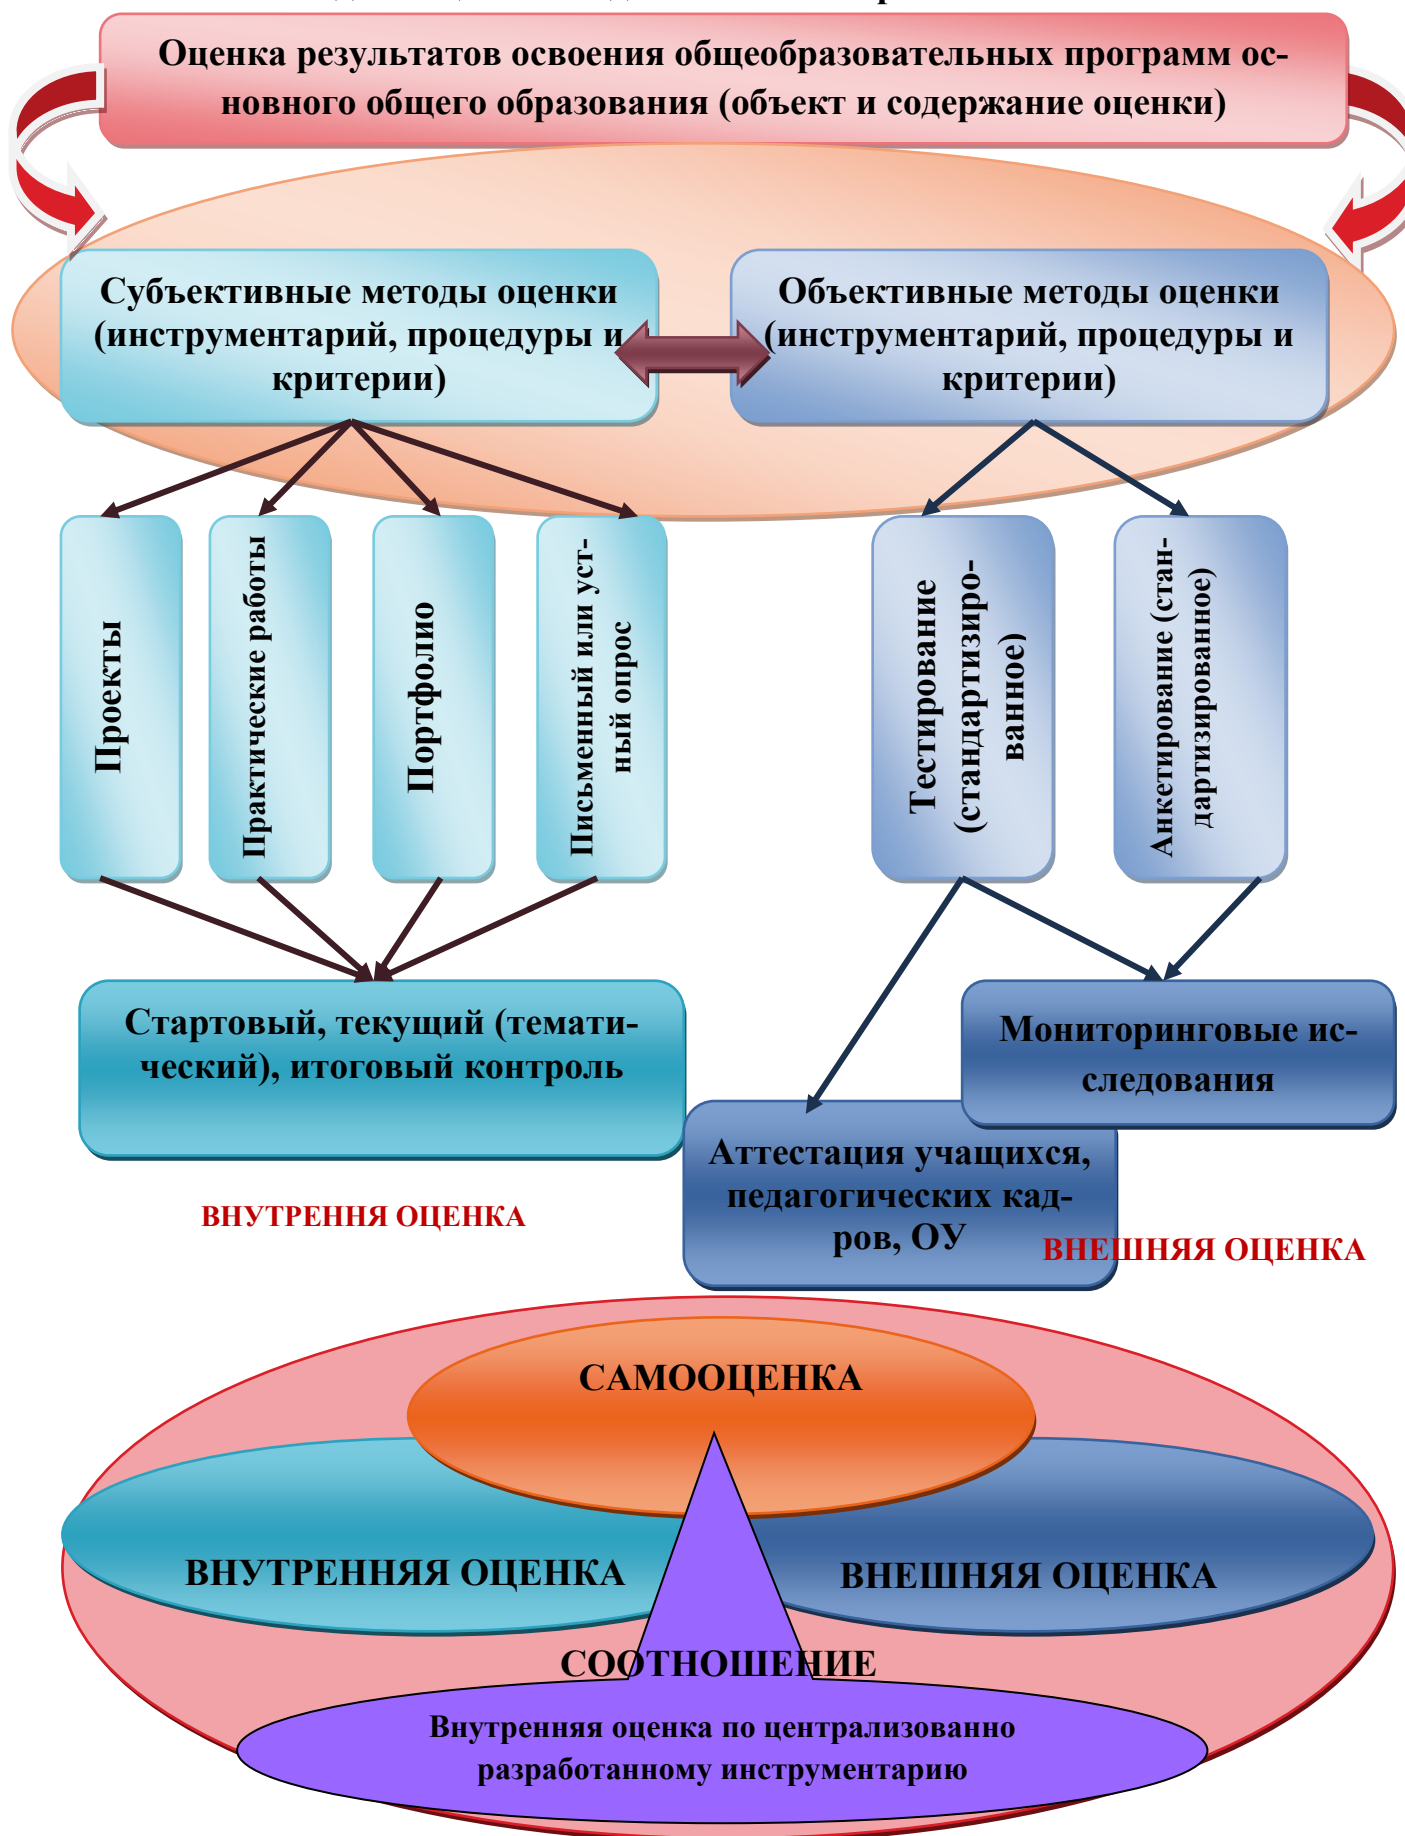 Оценка результатов освоения общеобразовательных программ ос-
новного общего образования (объект и содержание оценки)
Субъективные методы оценки
(инструментарий, процедуры и
критерии)
Объективные методы оценки
(инструментарий, процедуры и
критерии)
Проекты
Практические работы
Портфолио
Письменный или уст-
ный опрос
Тестирование
(стандартизиро-
ванное)
Анкетирование (стан-
дартизированное)
Стартовый, текущий (темати-
ческий), итоговый контроль
Мониторинговые ис-
следования
Аттестация учащихся,
педагогических кад-
ров, ОУ
ВНУТРЕННЯ ОЦЕНКА
ВНЕШНЯЯ ОЦЕНКА
САМООЦЕНКА
ВНУТРЕННЯЯ ОЦЕНКА
ВНЕШНЯЯ ОЦЕНКА
СООТНОШЕНИЕ
Внутренняя оценка по централизованно
разработанному инструментарию